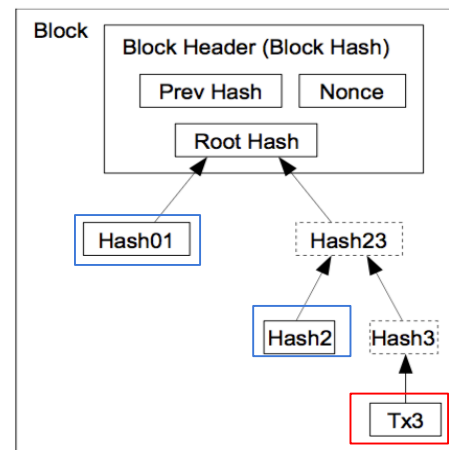 Block
Block Header (Block Hash)
Prev Hash
Nonce
Root Hash
Hash01
Hash23
Hash2
Hash3
Tx3